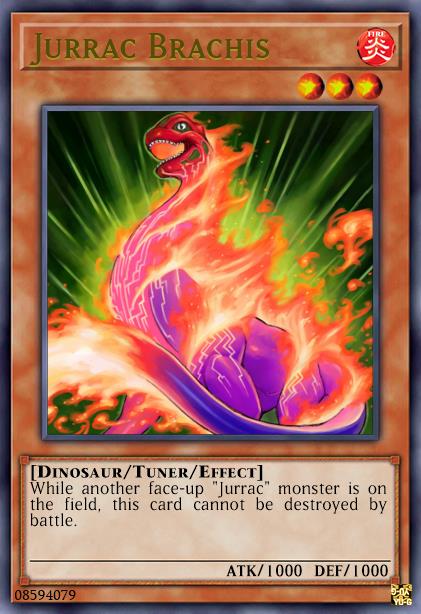 Jurrac Brachis
FIRE
炎
[Dinosaur/Tuner/Effect]
While another face-up "Jurrac" monster is on
the field, this card cannot be destroyed by
battle.
ATK/1000 DEF/1000
08594079